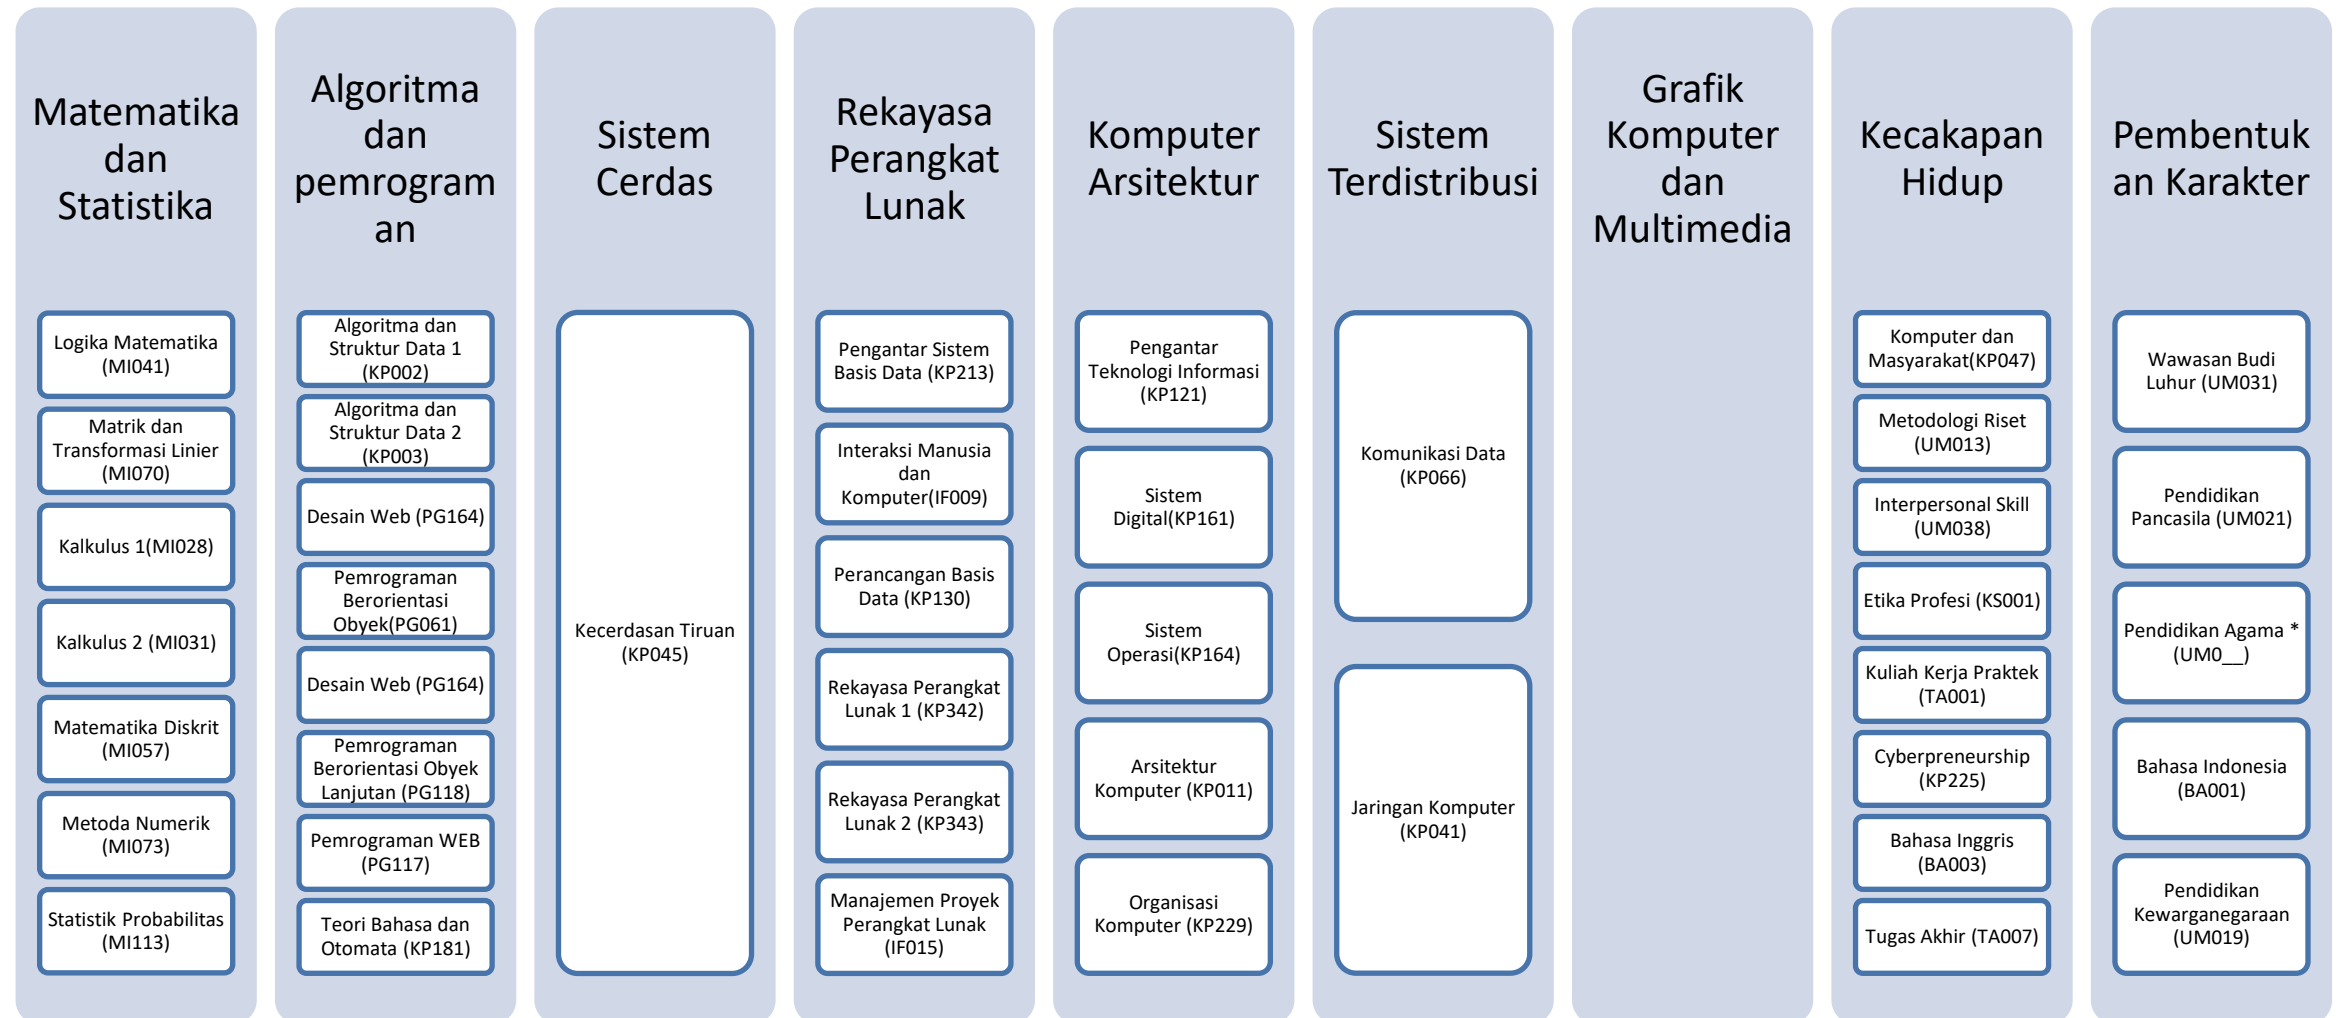 Matematika
dan
Statistika
Logika Matematika
(MI041)
Matrik dan
Transformasi Linier
(MI070)
Kalkulus 1(MI028)
Kalkulus 2 (MI031)
Matematika Diskrit
(MI057)
Metoda Numerik
(MI073)
Statistik Probabilitas
(MI113)
Algoritma
dan
pemrogram
an
Algoritma dan
Struktur Data 1
(KP002)
Algoritma dan
Struktur Data 2
(KP003)
Desain Web (PG164)
Pemrograman
Berorientasi
Obyek(PG061)
Desain Web (PG164)
Pemrograman
Berorientasi Obyek
Lanjutan (PG118)
Pemrograman WEB
(PG117)
Teori Bahasa dan
Otomata (KP181)
Sistem
Cerdas
Kecerdasan Tiruan
(KP045)
Rekayasa
Perangkat
Lunak
Pengantar Sistem
Basis Data (KP213)
Interaksi Manusia
dan
Komputer(IF009)
Perancangan Basis
Data (KP130)
Rekayasa Perangkat
Lunak 1 (KP342)
Rekayasa Perangkat
Lunak 2 (KP343)
Manajemen Proyek
Perangkat Lunak
(IF015)
Komputer
Arsitektur
Pengantar
Teknologi Informasi
(KP121)
Sistem
Digital(KP161)
Sistem
Operasi(KP164)
Arsitektur
Komputer (KP011)
Organisasi
Komputer (KP229)
Sistem
Terdistribusi
Komunikasi Data
(KP066)
Jaringan Komputer
(KP041)
Grafik
Komputer
dan
Multimedia
Kecakapan
Hidup
Komputer dan
Masyarakat(KP047)
Metodologi Riset
(UM013)
Interpersonal Skill
(UM038)
Etika Profesi (KS001)
Kuliah Kerja Praktek
(TA001)
Cyberpreneurship
(KP225)
Bahasa Inggris
(BA003)
Tugas Akhir (TA007)
Pembentuk
an Karakter
Wawasan Budi
Luhur (UM031)
Pendidikan
Pancasila (UM021)
Pendidikan Agama *
(UM0__)
Bahasa Indonesia
(BA001)
Pendidikan
Kewarganegaraan
(UM019)